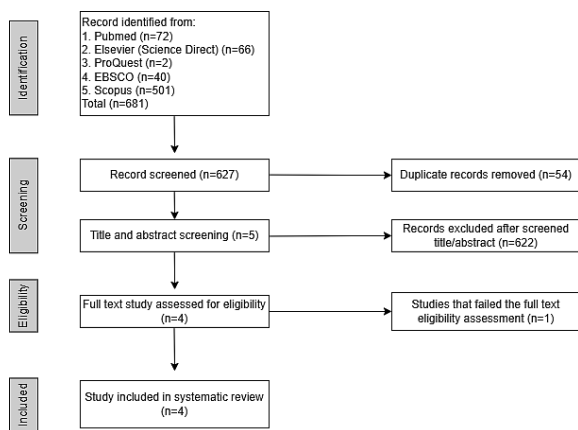 Identification
Record identified from:
1. Pubmed (n=72)
2. Elsevier (Science Direct) (n=66)
3. ProQuest (n=2)
4. EBSCO (n=40)
5. Scopus (n=501)
Total (n=681)
Screening
Record screened (n=627)
Duplicate records removed (n=54)
Title and abstract screening (n=5)
Records excluded after screened
title/abstract (n=622)
Eligibility
Full text study assessed for eligibility
(n=4)
Studies that failed the full text
eligibility assessment (n=1)
Included
Study included in systematic review
(n=4)